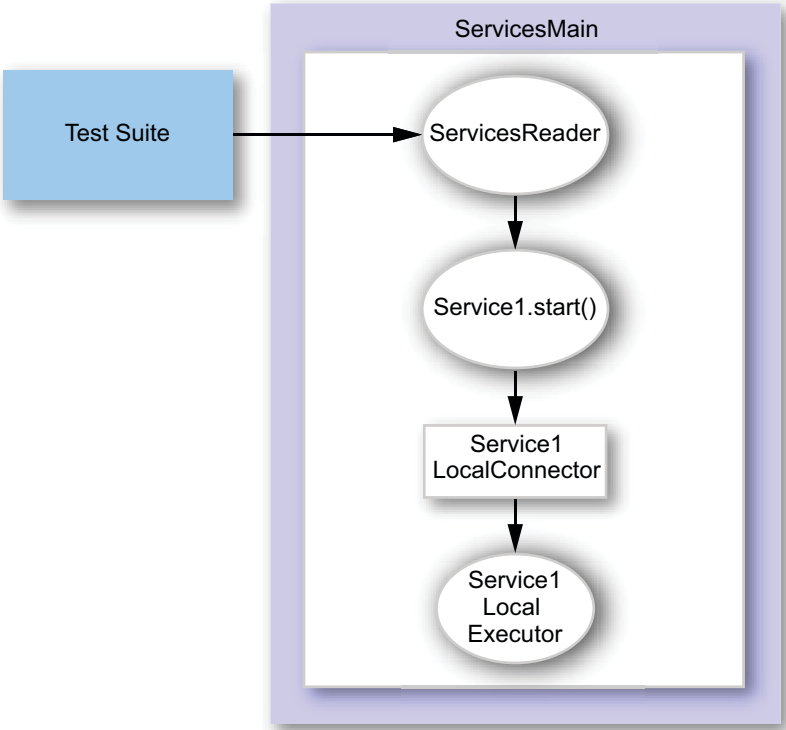 ServicesMain
Test Suite
ServicesReader
Service1.start()
Service1
LocalConnector
Service1
Local
Executor